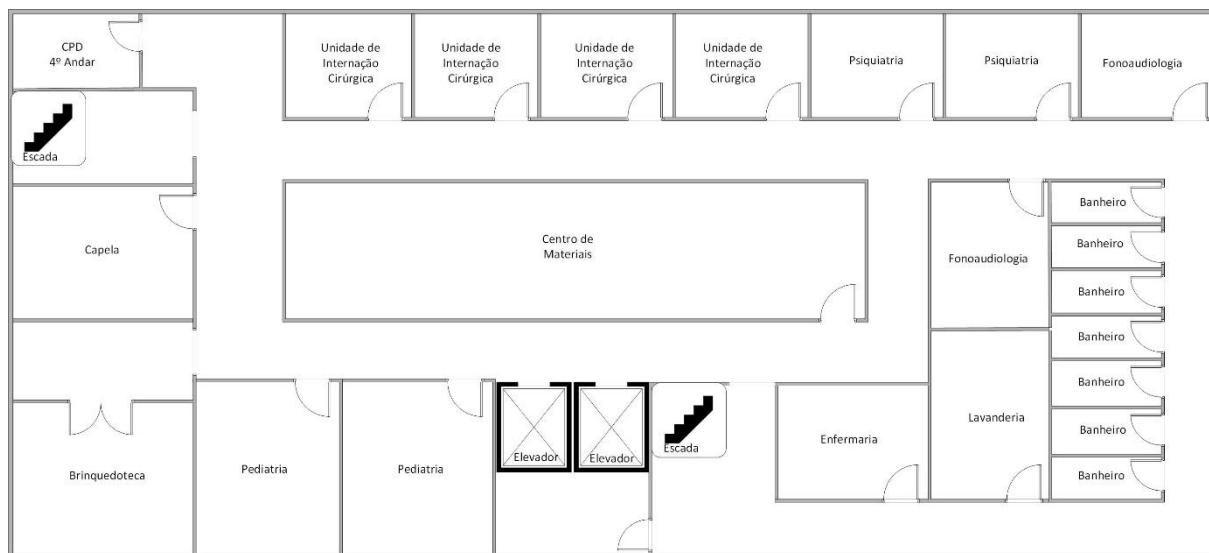 CPD
4º Andar
Unidade de
Internação
Cirúrgica
Unidade de
Internação
Cirúrgica
Unidade de
Internação
Cirúrgica
Unidade de
Internação
Cirúrgica
Psiquiatria
Psiquiatria
Fonoaudiologia
Escada
Capela
Centro de
Materiais
Fonoaudiologia
Banheiro
Banheiro
Banheiro
Banheiro
Banheiro
Banheiro
Banheiro
Lavanderia
Brinquedoteca
Pediatria
Pediatria
Elevador
Elevador
Escada
Enfermaria